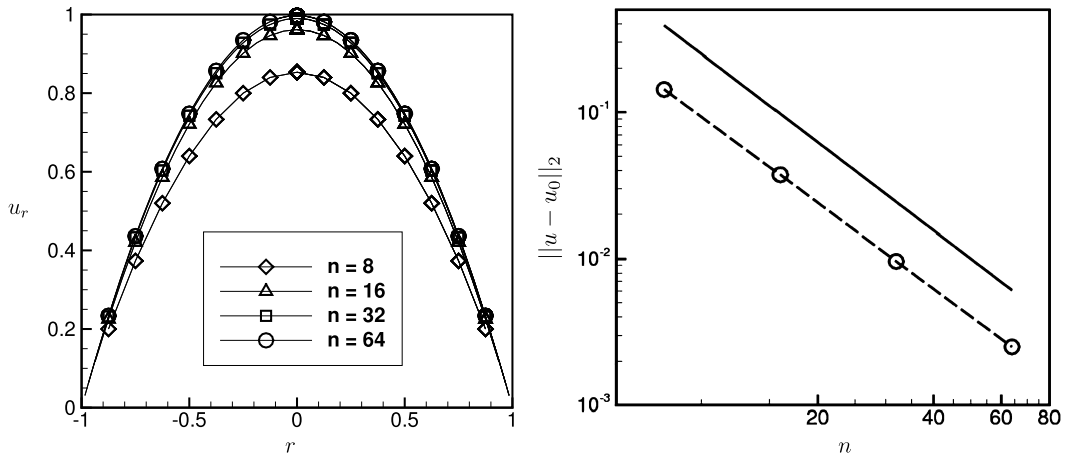 1
0.8
0.6
0.4
0.2
0
-1
-0.5
0
0.5
1
u_r
r
n = 8
n = 16
n = 32
n = 64
||u − u_0||_2
10^-1
10^-2
10^-3
20
40
60
80
n